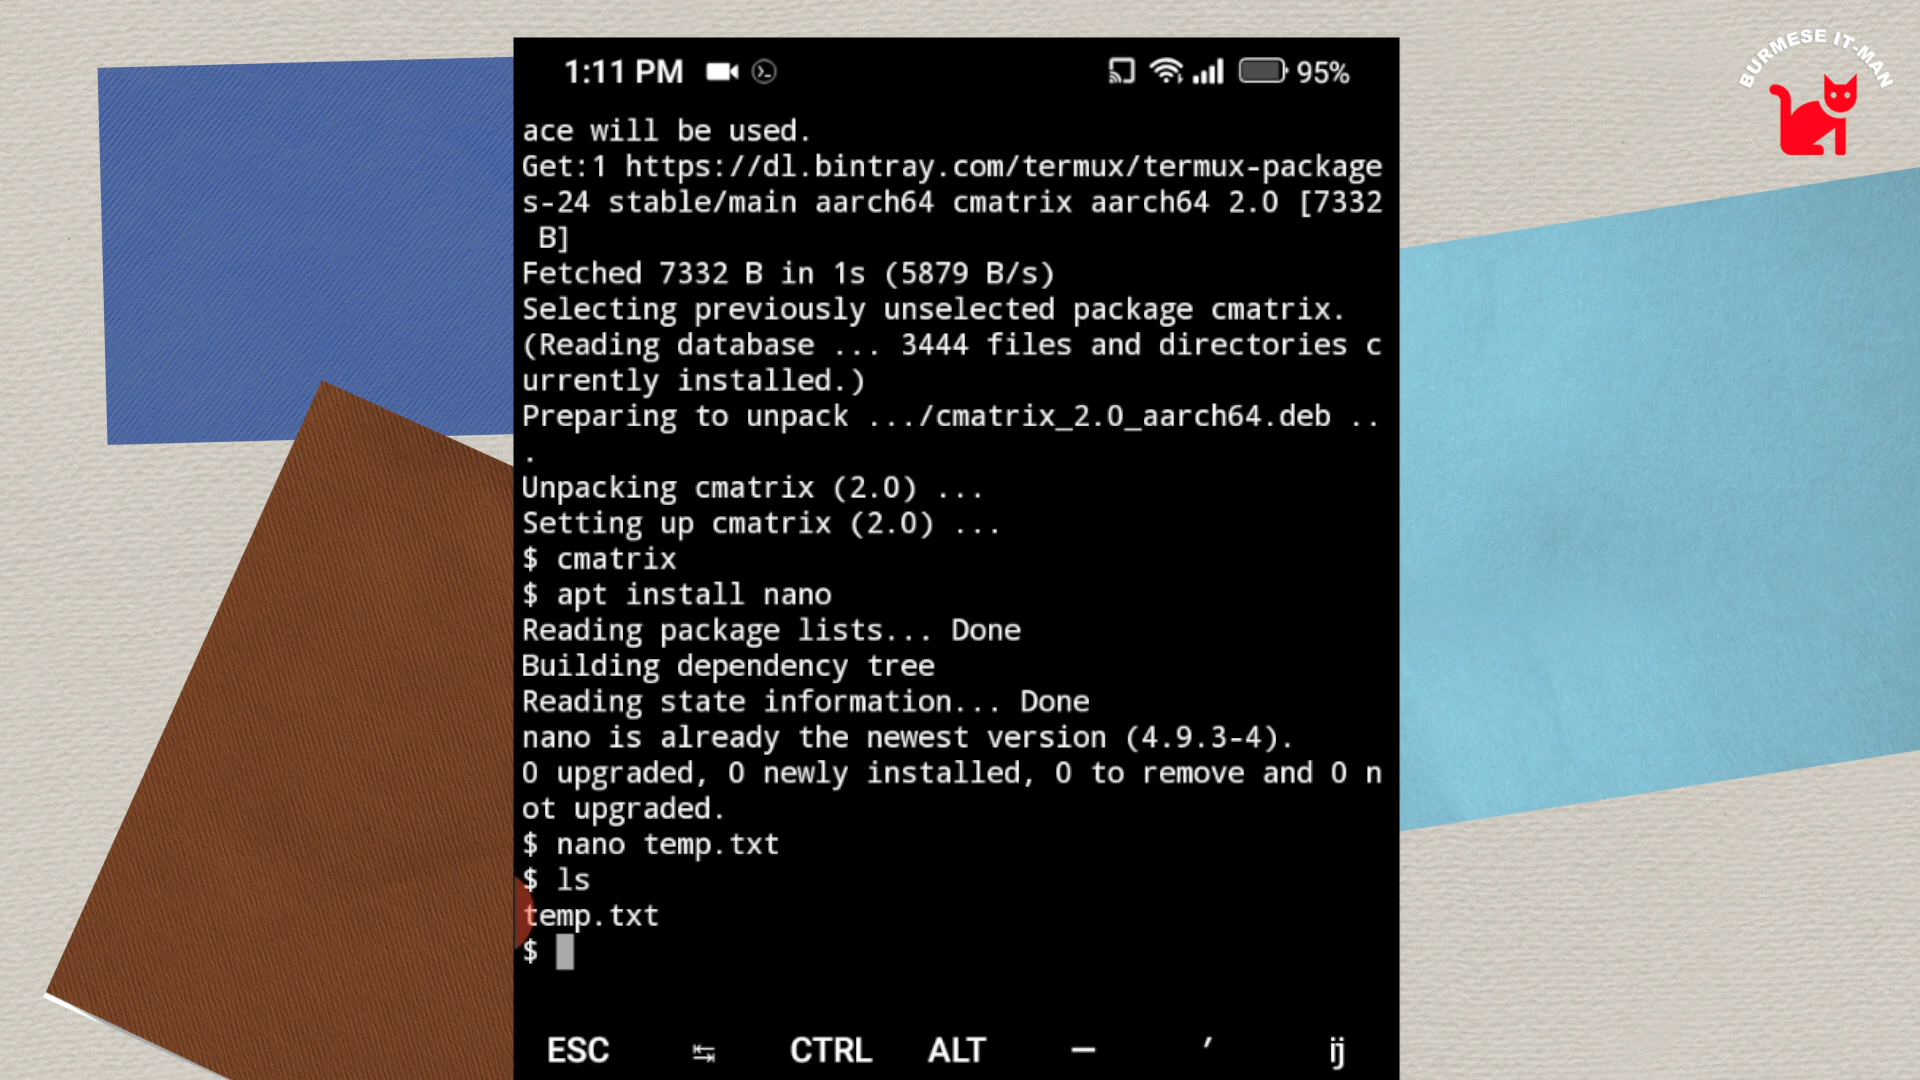 BURMESE IT-MAN
1:11 PM 95%
ace will be used.
Get:1 https://dl.bintray.com/termux/termux-package
s-24 stable/main aarch64 cmatrix aarch64 2.0 [7332
 B]
Fetched 7332 B in 1s (5879 B/s)
Selecting previously unselected package cmatrix.
(Reading database ... 3444 files and directories c
urrently installed.)
Preparing to unpack .../cmatrix_2.0_aarch64.deb ..
.
Unpacking cmatrix (2.0) ...
Setting up cmatrix (2.0) ...
$ cmatrix
$ apt install nano
Reading package lists... Done
Building dependency tree
Reading state information... Done
nano is already the newest version (4.9.3-4).
0 upgraded, 0 newly installed, 0 to remove and 0 n
ot upgraded.
$ nano temp.txt
$ ls
temp.txt
$
ESC ↹ CTRL ALT — ′ ĳ